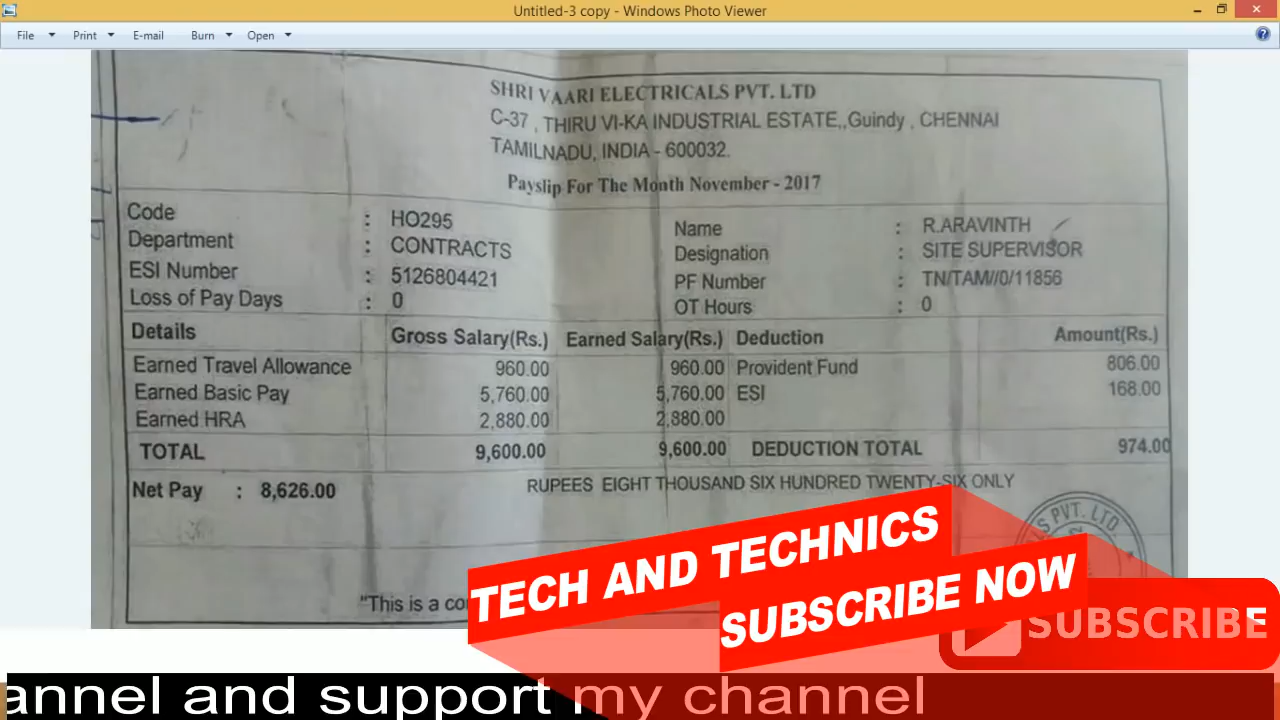 Untitled-3 copy - Windows Photo Viewer
File Print E-mail Burn Open
SHRI VAARI ELECTRICALS PVT. LTD
C-37 , THIRU VI-KA INDUSTRIAL ESTATE,,Guindy , CHENNAI
TAMILNADU, INDIA - 600032.
Payslip For The Month November - 2017
Code : HO295 Name : R.ARAVINTH
Department : CONTRACTS Designation : SITE SUPERVISOR
ESI Number : 5126804421 PF Number : TN/TAM//0/11856
Loss of Pay Days : 0 OT Hours : 0
Details Gross Salary(Rs.) Earned Salary(Rs.) Deduction Amount(Rs.)
Earned Travel Allowance 960.00 960.00 Provident Fund 806.00
Earned Basic Pay 5,760.00 5,760.00 ESI 168.00
Earned HRA 2,880.00 2,880.00
TOTAL 9,600.00 9,600.00 DEDUCTION TOTAL 974.00
Net Pay : 8,626.00 RUPEES EIGHT THOUSAND SIX HUNDRED TWENTY-SIX ONLY
PVT. LTD.
"This is a
TECH AND TECHNICS
SUBSCRIBE NOW
SUBSCRIBE
annel and support my channel